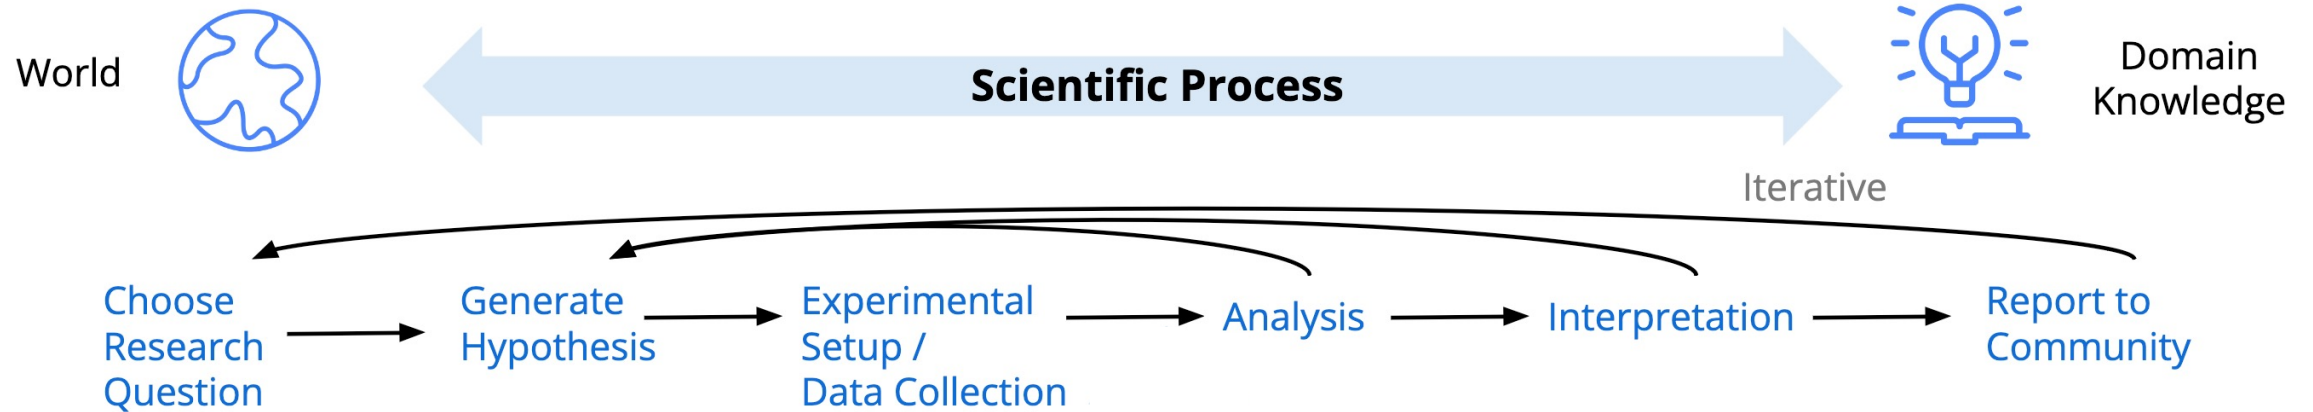 World
Scientific Process
Domain
Knowledge
Iterative
Choose
Research
Question
Generate
Hypothesis
Experimental
Setup /
Data Collection
Analysis
Interpretation
Report to
Community